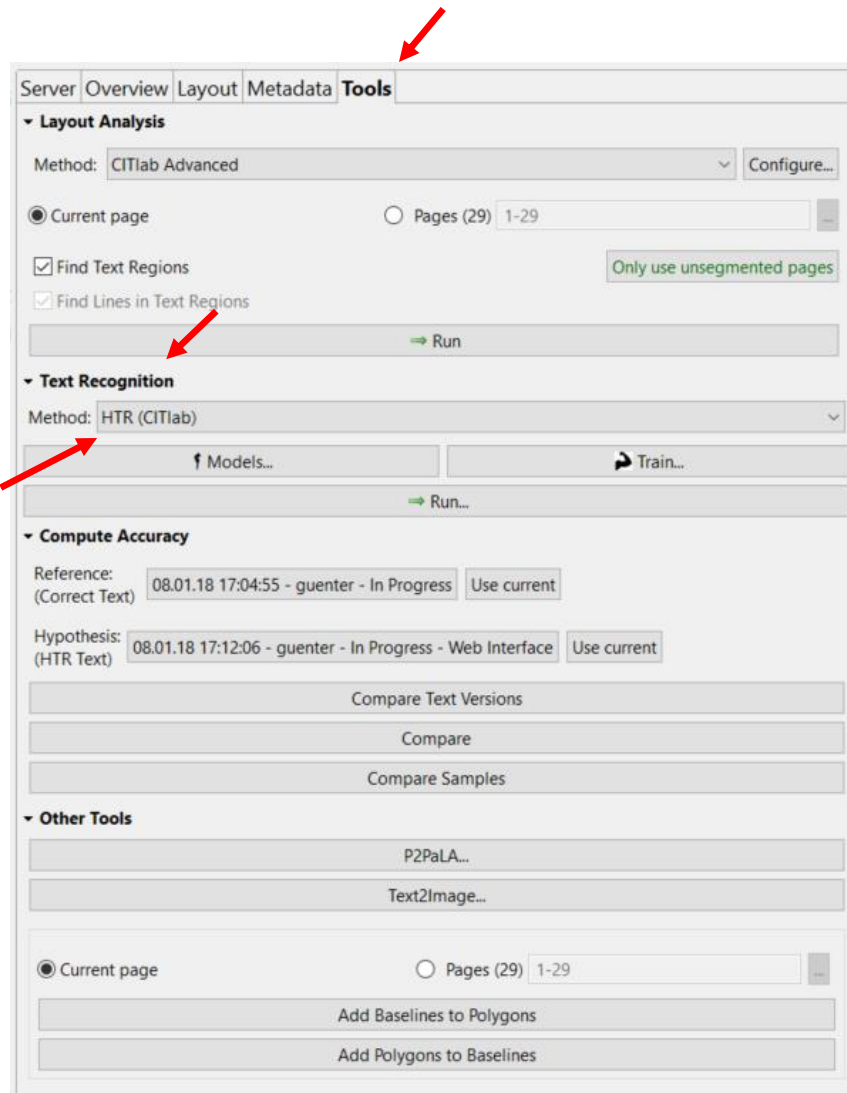 Server Overview Layout Metadata Tools
Layout Analysis
Method: CITlab Advanced Configure...
Current page Pages (29) 1-29 ...
Find Text Regions Only use unsegmented pages
Find Lines in Text Regions
⇒ Run
Text Recognition
Method: HTR (CITlab)
Models... Train...
⇒ Run...
Compute Accuracy
Reference:
(Correct Text) 08.01.18 17:04:55 - guenter - In Progress Use current
Hypothesis:
(HTR Text) 08.01.18 17:12:06 - guenter - In Progress - Web Interface Use current
Compare Text Versions
Compare
Compare Samples
Other Tools
P2PaLA...
Text2Image...
Current page Pages (29) 1-29 ...
Add Baselines to Polygons
Add Polygons to Baselines